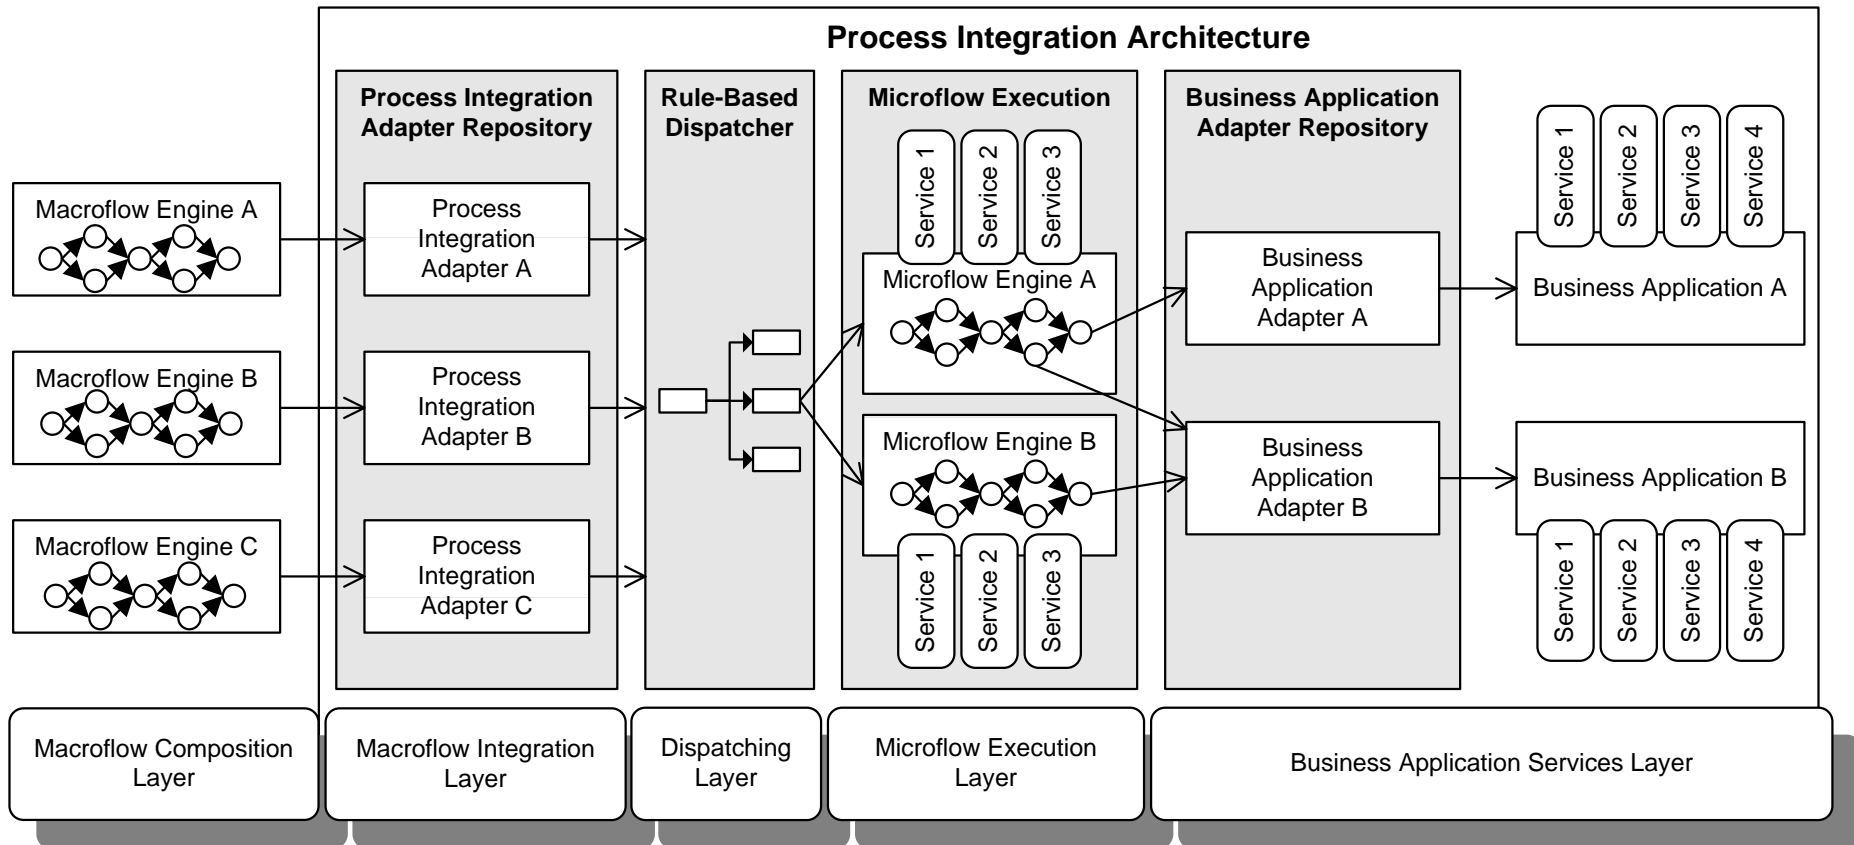 Process Integration Architecture
Process Integration
Adapter Repository
Rule-Based
Dispatcher
Microflow Execution
Business Application
Adapter Repository
Macroflow Engine A
Macroflow Engine B
Macroflow Engine C
Process
Integration
Adapter A
Process
Integration
Adapter B
Process
Integration
Adapter C
Service 1
Service 2
Service 3
Microflow Engine A
Microflow Engine B
Service 1
Service 2
Service 3
Business
Application
Adapter A
Business
Application
Adapter B
Service 1
Service 2
Service 3
Service 4
Business Application A
Business Application B
Service 1
Service 2
Service 3
Service 4
Macroflow Composition
Layer
Macroflow Integration
Layer
Dispatching
Layer
Microflow Execution
Layer
Business Application Services Layer